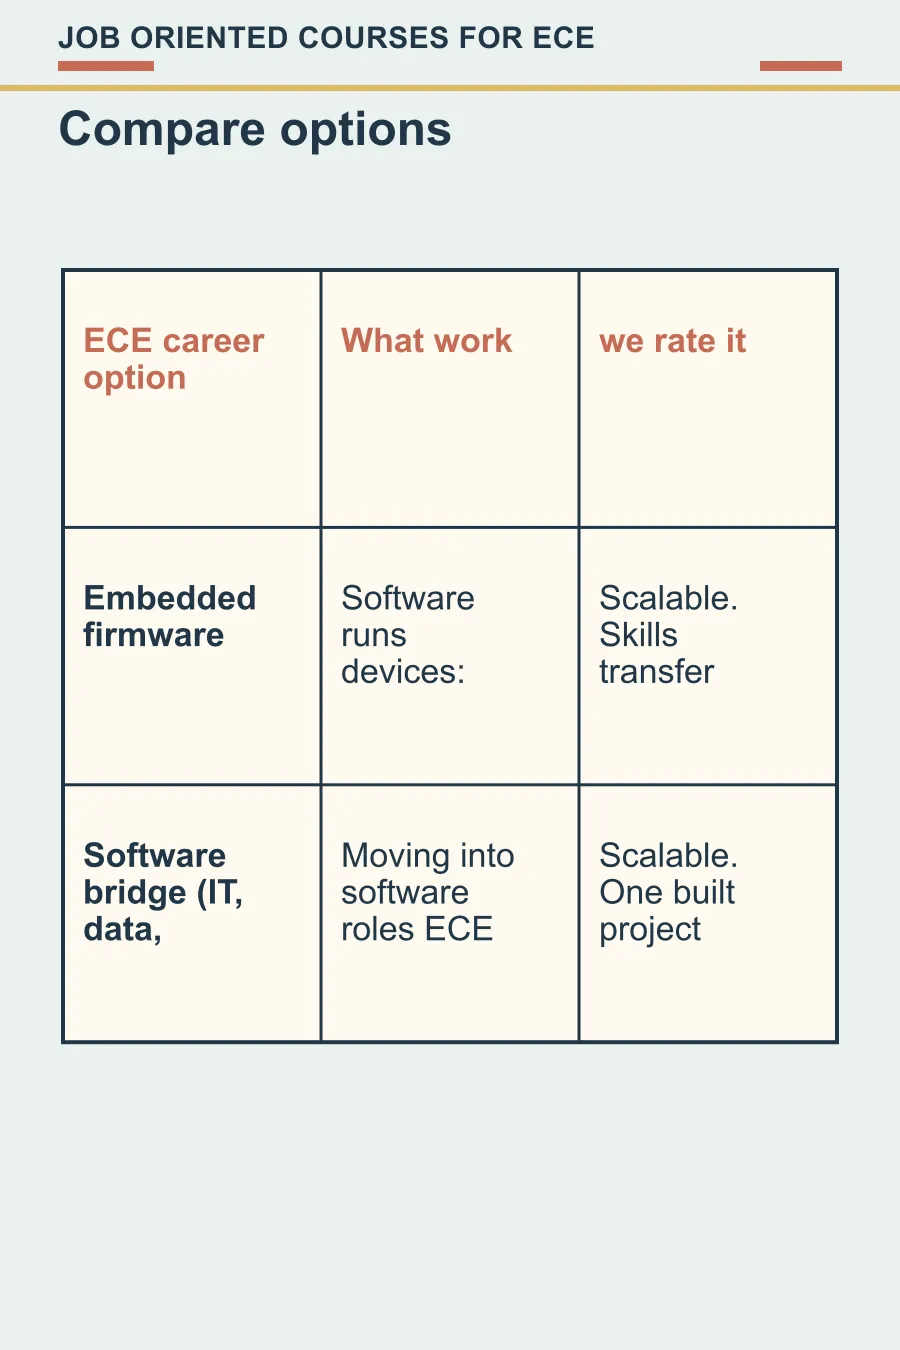 JOB ORIENTED COURSES FOR ECE
Compare options
ECE career
option
What work
we rate it
Embedded
firmware
Software
runs
devices:
Scalable.
Skills
transfer
Software
bridge (IT,
data,
Moving into
software
roles ECE
Scalable.
One built
project